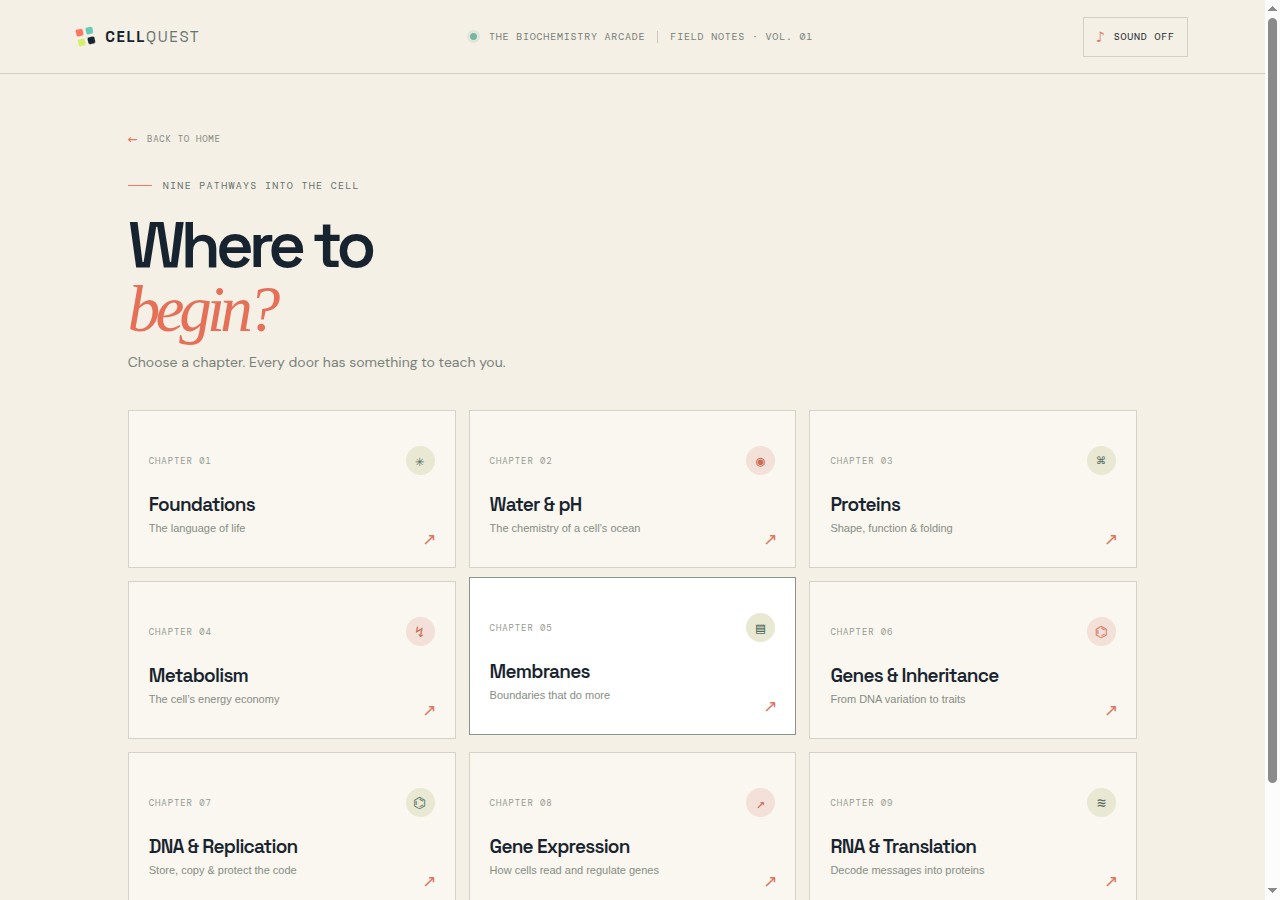 CELLQUEST
THE BIOCHEMISTRY ARCADE
FIELD NOTES · VOL. 01
♪ SOUND OFF
← BACK TO HOME
NINE PATHWAYS INTO THE CELL
Where to
begin?
Choose a chapter. Every door has something to teach you.
CHAPTER 01
Foundations
The language of life
↗
CHAPTER 02
Water & pH
The chemistry of a cell's ocean
↗
CHAPTER 03
Proteins
Shape, function & folding
↗
CHAPTER 04
Metabolism
The cell's energy economy
↗
CHAPTER 05
Membranes
Boundaries that do more
↗
CHAPTER 06
Genes & Inheritance
From DNA variation to traits
↗
CHAPTER 07
DNA & Replication
Store, copy & protect the code
↗
CHAPTER 08
Gene Expression
How cells read and regulate genes
↗
CHAPTER 09
RNA & Translation
Decode messages into proteins
↗